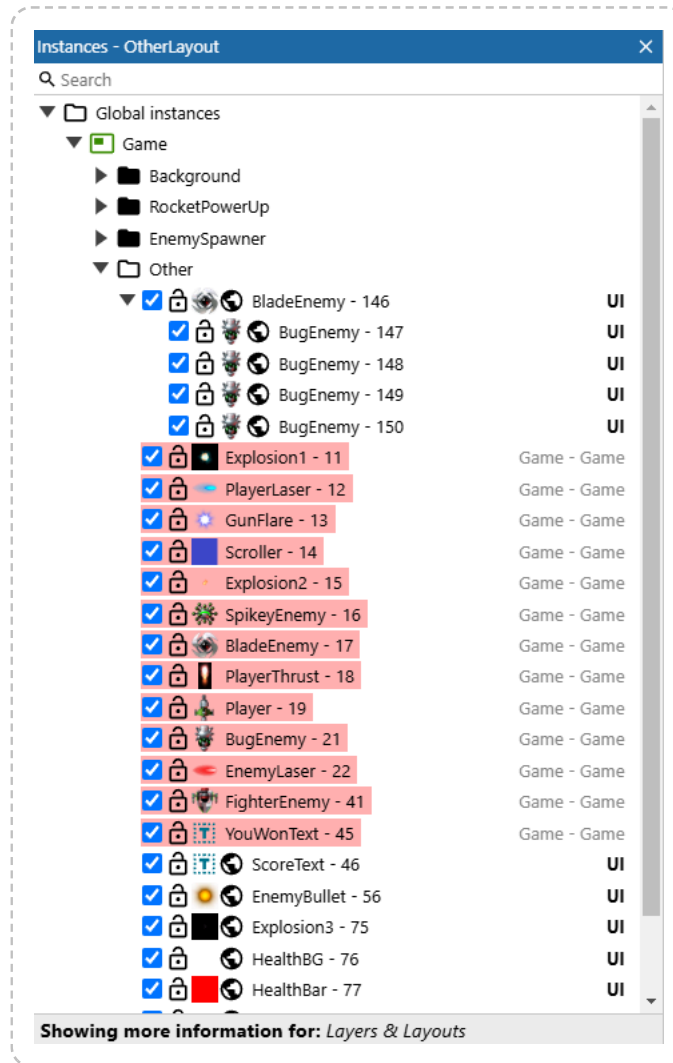 Instances - OtherLayout
Search
Global instances
Game
Background
RocketPowerUp
EnemySpawner
Other
BladeEnemy - 146 UI
BugEnemy - 147 UI
BugEnemy - 148 UI
BugEnemy - 149 UI
BugEnemy - 150 UI
Explosion1 - 11 Game - Game
PlayerLaser - 12 Game - Game
GunFlare - 13 Game - Game
Scroller - 14 Game - Game
Explosion2 - 15 Game - Game
SpikeyEnemy - 16 Game - Game
BladeEnemy - 17 Game - Game
PlayerThrust - 18 Game - Game
Player - 19 Game - Game
BugEnemy - 21 Game - Game
EnemyLaser - 22 Game - Game
FighterEnemy - 41 Game - Game
YouWonText - 45 Game - Game
ScoreText - 46 UI
EnemyBullet - 56 UI
Explosion3 - 75 UI
HealthBG - 76 UI
HealthBar - 77 UI
Showing more information for: Layers & Layouts